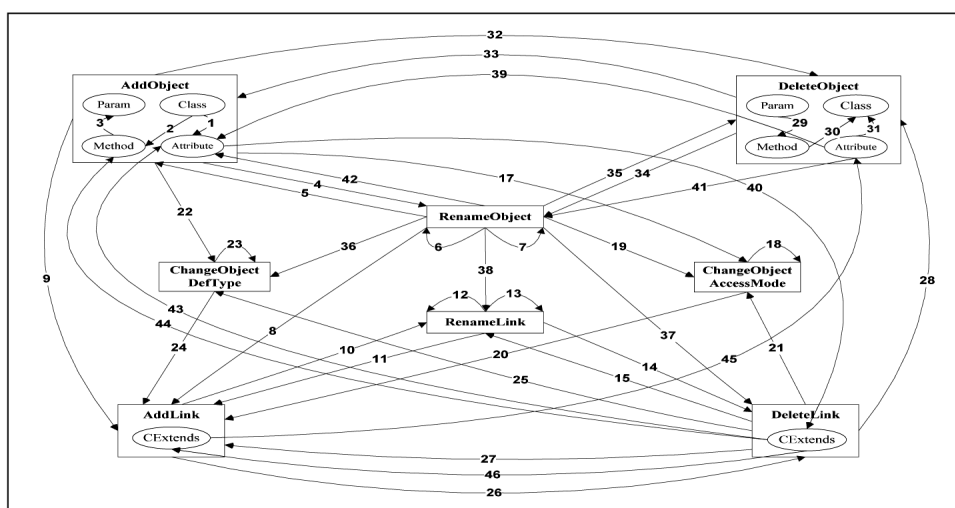 32
33
AddObject
39
DeleteObject
Param
Class
Param
Class
3
2
1
29
30
31
Method
Attribute
Method
Attribute
4
42
17
35
34
40
5
41
22
RenameObject
23
36
6
7
19
18
ChangeObject
DefType
38
ChangeObject
AccessMode
9
12
13
28
43
RenameLink
44
8
37
24
10
11
20
45
14
21
25
15
AddLink
DeleteLink
CExtends
CExtends
27
46
26